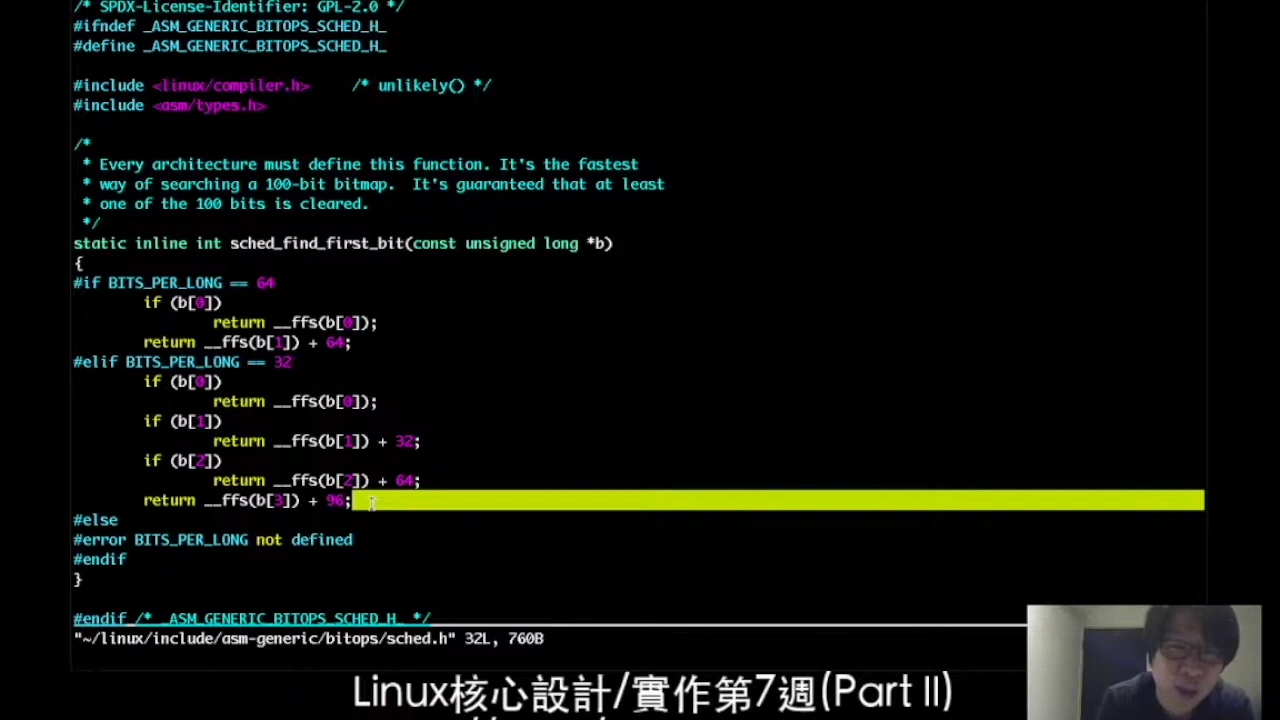 /* SPDX-License-Identifier: GPL-2.0 */
#ifndef _ASM_GENERIC_BITOPS_SCHED_H_
#define _ASM_GENERIC_BITOPS_SCHED_H_
#include <linux/compiler.h> /* unlikely() */
#include <asm/types.h>
/*
* Every architecture must define this function. It's the fastest
* way of searching a 100-bit bitmap. It's guaranteed that at least
* one of the 100 bits is cleared.
*/
static inline int sched_find_first_bit(const unsigned long *b)
{
#if BITS_PER_LONG == 64
if (b[0])
return __ffs(b[0]);
return __ffs(b[1]) + 64;
#elif BITS_PER_LONG == 32
if (b[0])
return __ffs(b[0]);
if (b[1])
return __ffs(b[1]) + 32;
if (b[2])
return __ffs(b[2]) + 64;
return __ffs(b[3]) + 96;
#else
#error BITS_PER_LONG not defined
#endif
}
#endif /* _ASM_GENERIC_BITOPS_SCHED_H_ */
"~/linux/include/asm-generic/bitops/sched.h" 32L, 760B
Linux核心設計/實作第7週(Part II)